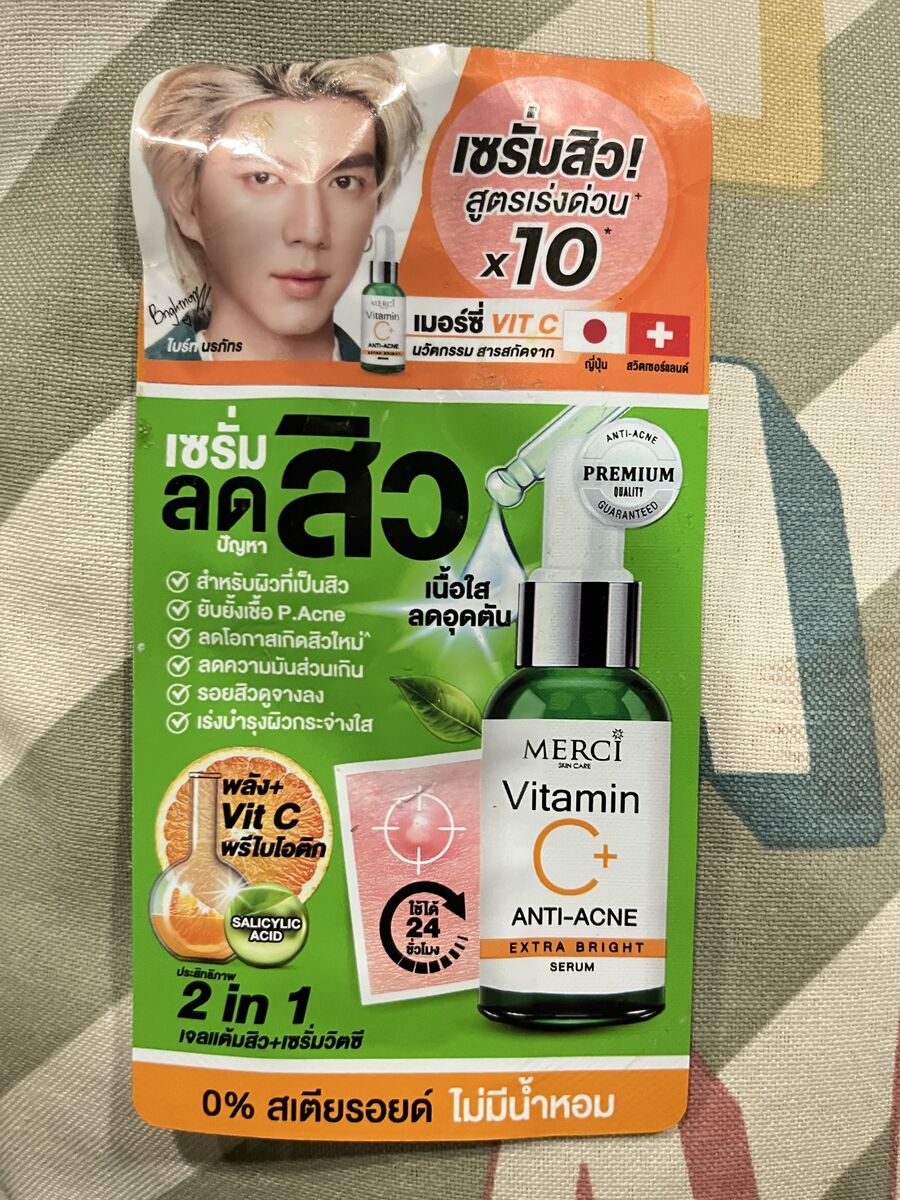 เซรั่มสิว!
สูตรเร่งด่วน+
x10*
Brightnorr
ไบร์ท นรภัทร
MERCI
Vitamin
C+
ANTI-ACNE
EXTRA BRIGHT
SERUM
เมอร์ซี่ VIT C
นวัตกรรม สารสกัดจาก
ญี่ปุ่น
สวิตเซอร์แลนด์
เซรั่ม
ลด
ปัญหา
สิว
ANTI-ACNE
PREMIUM
QUALITY
GUARANTEED
เนื้อใส
ลดอุดตัน
สำหรับผิวที่เป็นสิว
ยับยั้งเชื้อ P.Acne
ลดโอกาสเกิดสิวใหม่^
ลดความมันส่วนเกิน
รอยสิวดูจางลง
เร่งบำรุงผิวกระจ่างใส
พลัง+
Vit C
พรีไบโอติก
SALICYLIC
ACID
ใช้ได้
24
ชั่วโมง
ประสิทธิภาพ
2 in 1
เจลแต้มสิว+เซรั่มวิตซี
MERCI
SKIN CARE
Vitamin
C+
ANTI-ACNE
EXTRA BRIGHT
SERUM
0% สเตียรอยด์ ไม่มีน้ำหอม